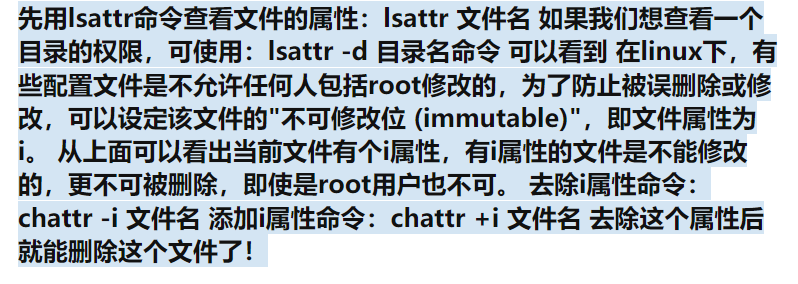 先用lsattr命令查看文件的属性：lsattr 文件名 如果我们想查看一个
目录的权限，可使用：lsattr -d 目录名命令 可以看到 在linux下，有
些配置文件是不允许任何人包括root修改的，为了防止被误删除或修
改，可以设定该文件的"不可修改位 (immutable)"，即文件属性为
i。 从上面可以看出当前文件有个i属性，有i属性的文件是不能修改
的，更不可被删除，即使是root用户也不可。 去除i属性命令：
chattr -i 文件名 添加i属性命令：chattr +i 文件名 去除这个属性后
就能删除这个文件了！